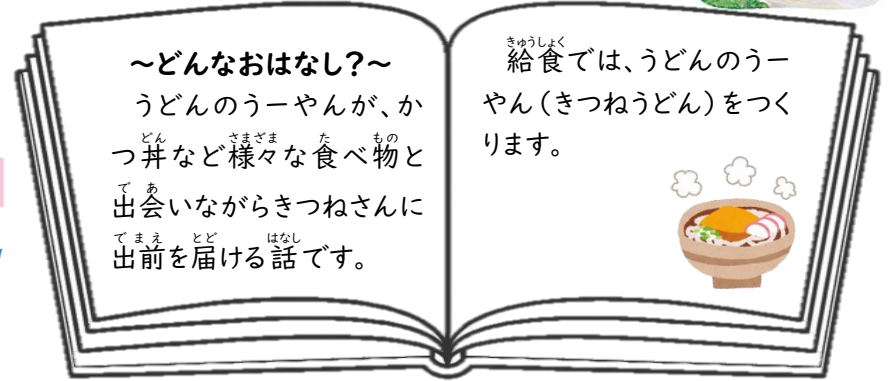 ～どんなおはなし？～
うどんのうーやんが、か
つ丼など様々な食べ物と
出会いながらきつねさんに
出前を届ける話です。
給食では、うどんのうー
やん（きつねうどん）をつく
ります。